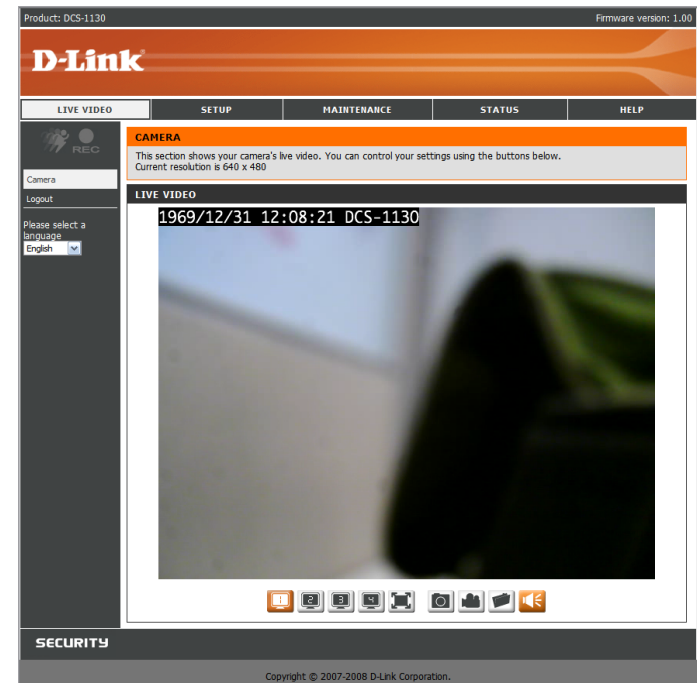 Product: DCS-1130
Firmware version: 1.00
D-Link
LIVE VIDEO
SETUP
MAINTENANCE
STATUS
HELP
REC
Camera
Logout
Please select a
language
English
CAMERA
This section shows your camera's live video. You can control your settings using the buttons below.
Current resolution is 640 x 480
LIVE VIDEO
1969/12/31 12:08:21 DCS-1130
1
2
3
4
SECURITY
Copyright © 2007-2008 D-Link Corporation.